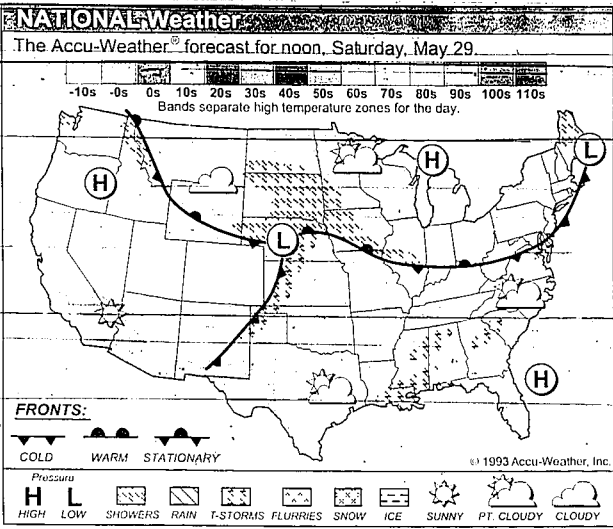 NATIONAL Weather
The Accu-Weather® forecast for noon, Saturday, May 29.
-10s -0s 0s 10s 20s 30s 40s 50s 60s 70s 80s 90s 100s 110s
Bands separate high temperature zones for the day.
L
H
H
L
H
FRONTS:
COLD WARM STATIONARY
© 1993 Accu-Weather, Inc.
Pressure
H L
HIGH LOW SHOWERS RAIN T-STORMS FLURRIES SNOW ICE SUNNY PT. CLOUDY CLOUDY